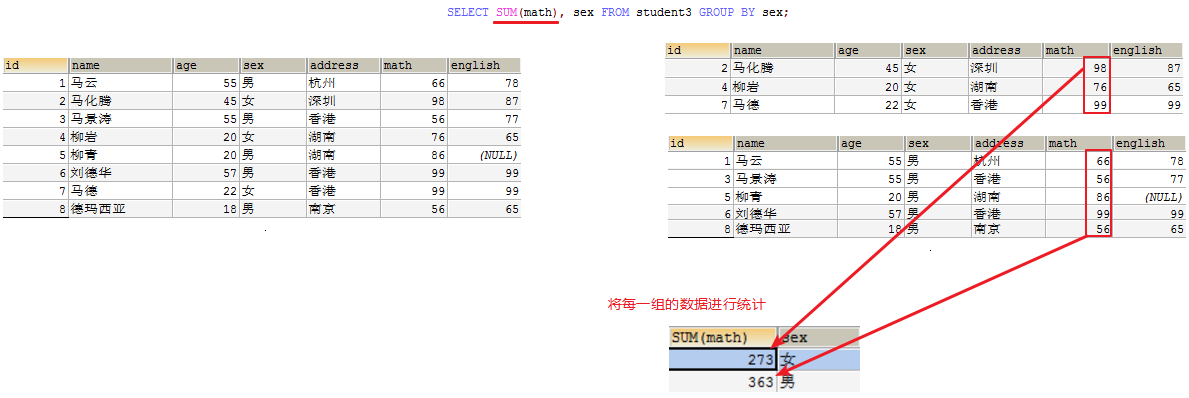 SELECT SUM(math), sex FROM student3 GROUP BY sex;
id name age sex address math english
1 马云 55 男 杭州 66 78
2 马化腾 45 女 深圳 98 87
3 马景涛 55 男 香港 56 77
4 柳岩 20 女 湖南 76 65
5 柳青 20 男 湖南 86 (NULL)
6 刘德华 57 男 香港 99 99
7 马德 22 女 香港 99 99
8 德玛西亚 18 男 南京 56 65
id name age sex address math english
2 马化腾 45 女 深圳 98 87
4 柳岩 20 女 湖南 76 65
7 马德 22 女 香港 99 99
id name age sex address math english
1 马云 55 男 杭州 66 78
3 马景涛 55 男 香港 56 77
5 柳青 20 男 湖南 86 (NULL)
6 刘德华 57 男 香港 99 99
8 德玛西亚 18 男 南京 56 65
将每一组的数据进行统计
SUM(math) sex
273 女
363 男